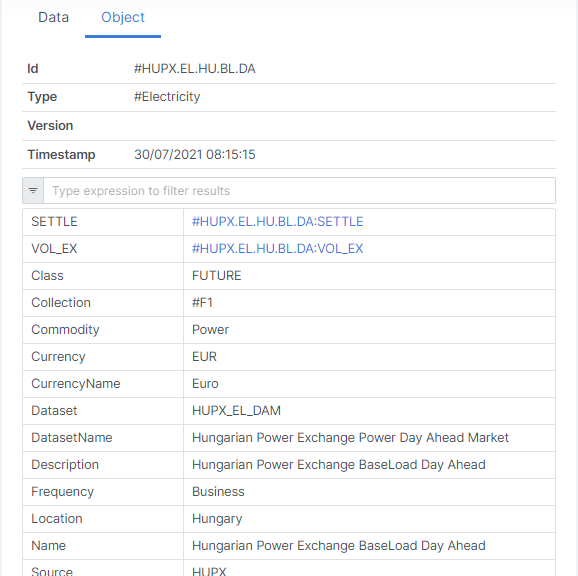 Data Object
Id #HUPX.EL.HU.BL.DA
Type #Electricity
Version
Timestamp 30/07/2021 08:15:15
Type expression to filter results
SETTLE #HUPX.EL.HU.BL.DA:SETTLE
VOL_EX #HUPX.EL.HU.BL.DA:VOL_EX
Class FUTURE
Collection #F1
Commodity Power
Currency EUR
CurrencyName Euro
Dataset HUPX_EL_DAM
DatasetName Hungarian Power Exchange Power Day Ahead Market
Description Hungarian Power Exchange BaseLoad Day Ahead
Frequency Business
Location Hungary
Name Hungarian Power Exchange BaseLoad Day Ahead
Source HUPX